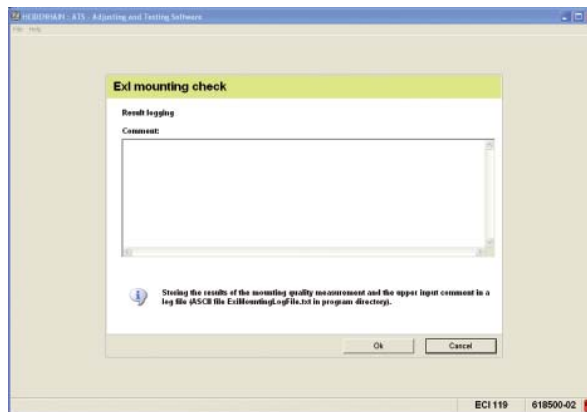 HEIDENHAIN : ATS - Adjusting and Testing Software
File Help
ExI mounting check
Result logging
Comment:
Storing the results of the mounting quality measurement and the upper input comment in a
log file (ASCII file ExiMountingLogFile.txt in program directory).
Ok Cancel
ECI 119 618500-02